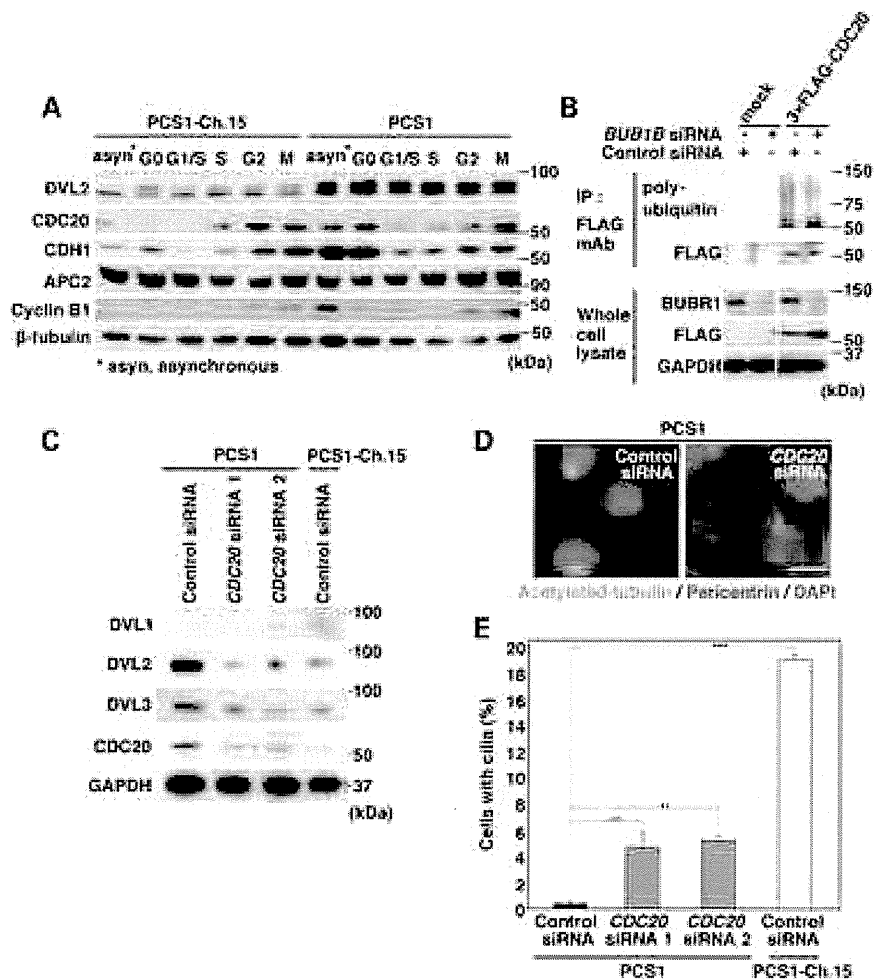 A
PCS1-Ch.15 PCS1
asyn* G0 G1/S S G2 M asyn* G0 G1/S S G2 M
100
DVL2
CDC20
50
CDH1
50
APC2
90
Cyclin B1
50
β-tubulin
50
(kDa)
* asyn, asynchronous
B
mock 3×FLAG-CDC20
BUB1B siRNA - + - +
Control siRNA + - + -
IP: FLAG mAb
poly-ubiquitin
150
75
50
FLAG
50
Whole cell lysate
BUBR1
150
FLAG
50
37
GAPDH
(kDa)
C
PCS1 PCS1-Ch.15
Control siRNA
CDC20 siRNA 1
CDC20 siRNA 2
Control siRNA
DVL1
100
DVL2
100
DVL3
100
CDC20
50
GAPDH
37
(kDa)
D
PCS1
Control siRNA
CDC20 siRNA
Acetylated-tubulin / Pericentrin / DAPI
E
Cells with cilia (%)
20
18
16
14
12
10
8
6
4
2
0
***
**
Control siRNA
CDC20 siRNA 1
CDC20 siRNA 2
Control siRNA
PCS1 PCS1-Ch.15